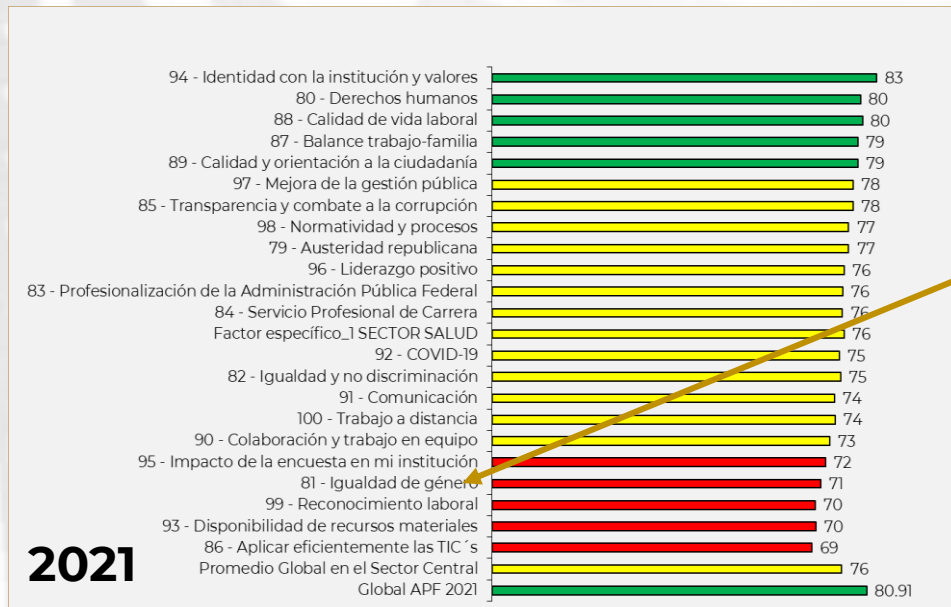 94 - Identidad con la institución y valores 83
80 - Derechos humanos 80
88 - Calidad de vida laboral 80
87 - Balance trabajo-familia 79
89 - Calidad y orientación a la ciudadanía 79
97 - Mejora de la gestión pública 78
85 - Transparencia y combate a la corrupción 78
98 - Normatividad y procesos 77
79 - Austeridad republicana 77
96 - Liderazgo positivo 76
83 - Profesionalización de la Administración Pública Federal 76
84 - Servicio Profesional de Carrera 76
Factor específico_1 SECTOR SALUD 76
92 - COVID-19 75
82 - Igualdad y no discriminación 75
91 - Comunicación 74
100 - Trabajo a distancia 74
90 - Colaboración y trabajo en equipo 73
95 - Impacto de la encuesta en mi institución 72
81 - Igualdad de género 71
99 - Reconocimiento laboral 70
93 - Disponibilidad de recursos materiales 70
86 - Aplicar eficientemente las TIC´s 69
Promedio Global en el Sector Central 76
Global APF 2021 80.91
2021